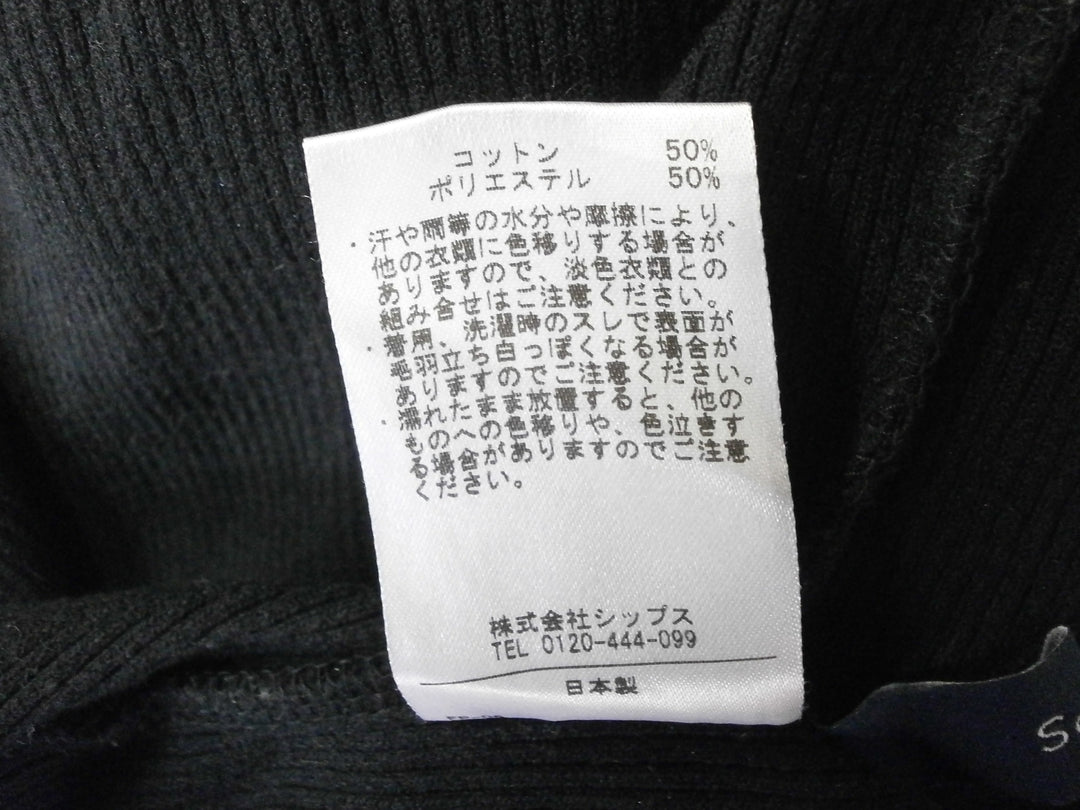 コットン 50%
ポリエステル 50%
・汗や雨等の水分や摩擦により、
他の衣類に色移りする場合が
ありますので、淡色衣類との
組み合せはご注意ください。
・着用、洗濯時のスレで表面が
毛羽立ち白っぽくなる場合が
ありますのでご注意ください。
・濡れたまま放置すると、他の
もの への色移りや、色泣きす
る場合がありますのでご注意
ください。
株式会社シップス
TEL 0120-444-099
日本製